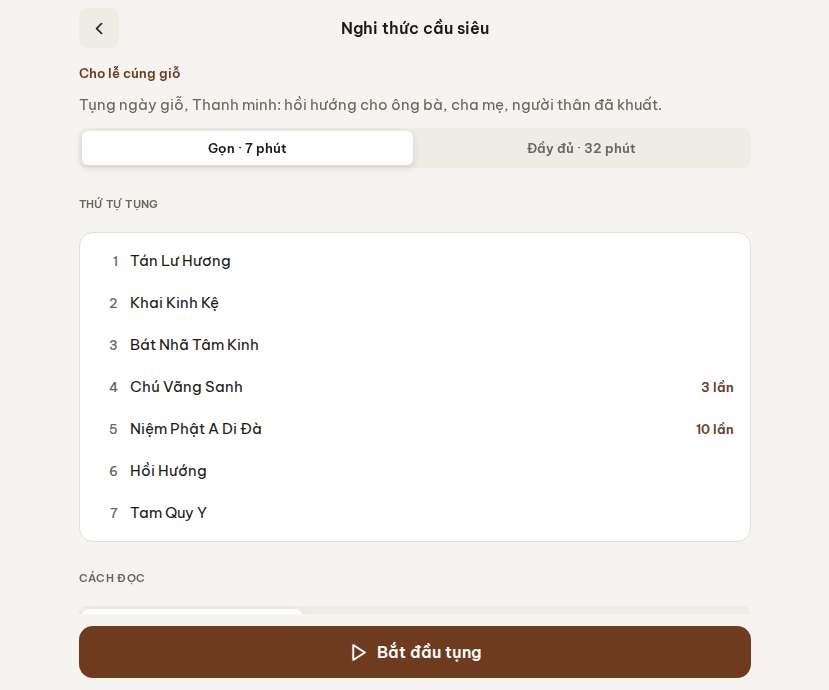 Nghi thức cầu siêu
Cho lễ cúng giỗ
Tụng ngày giỗ, Thanh minh: hồi hướng cho ông bà, cha mẹ, người thân đã khuất.
Gọn · 7 phút
Đầy đủ · 32 phút
THỨ TỰ TỤNG
1 Tán Lư Hương
2 Khai Kinh Kệ
3 Bát Nhã Tâm Kinh
4 Chú Vãng Sanh 3 lần
5 Niệm Phật A Di Đà 10 lần
6 Hồi Hướng
7 Tam Quy Y
CÁCH ĐỌC
Bắt đầu tụng